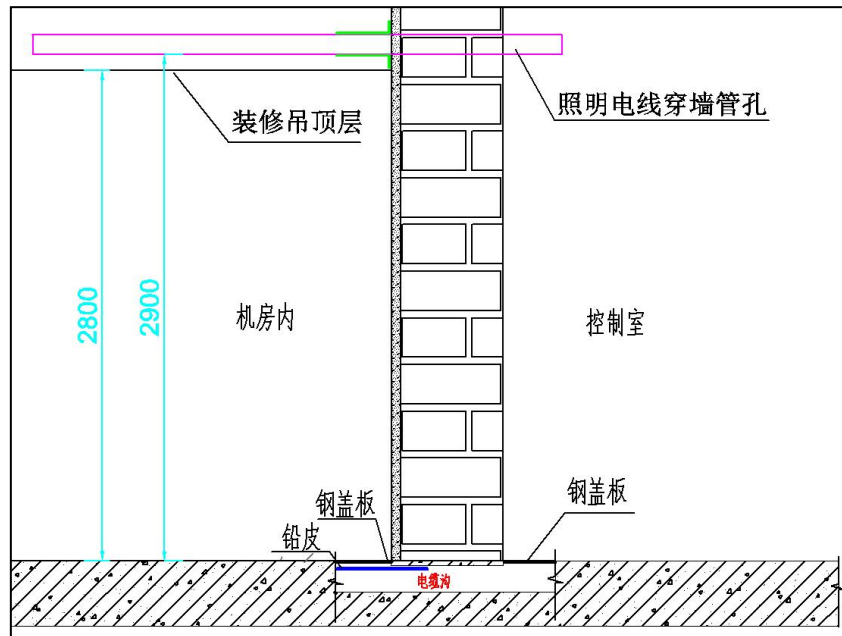 装修吊顶层
照明电线穿墙管孔
2800
2900
机房内
控制室
钢盖板
钢盖板
铅皮
电缆沟